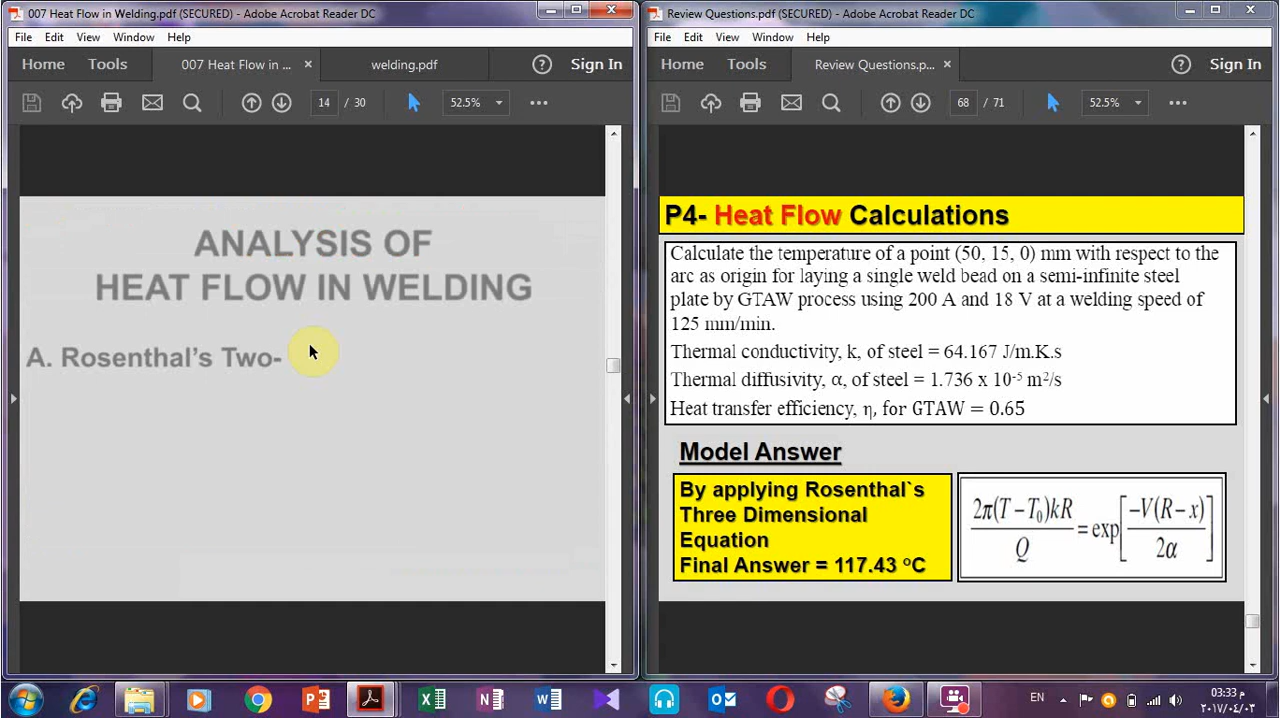 007 Heat Flow in Welding.pdf (SECURED) - Adobe Acrobat Reader DC
File Edit View Window Help
Home Tools 007 Heat Flow in ... × welding.pdf ? Sign In
14 / 30 52.5%
ANALYSIS OF
HEAT FLOW IN WELDING
A. Rosenthal's Two-
Review Questions.pdf (SECURED) - Adobe Acrobat Reader DC
File Edit View Window Help
Home Tools Review Questions.p... × ? Sign In
68 / 71 52.5%
P4- Heat Flow Calculations
Calculate the temperature of a point (50, 15, 0) mm with respect to the
arc as origin for laying a single weld bead on a semi-infinite steel
plate by GTAW process using 200 A and 18 V at a welding speed of
125 mm/min.
Thermal conductivity, k, of steel = 64.167 J/m.K.s
Thermal diffusivity, α, of steel = 1.736 x 10⁻⁵ m²/s
Heat transfer efficiency, η, for GTAW = 0.65
Model Answer
By applying Rosenthal`s
Three Dimensional
Equation
Final Answer = 117.43 ºC
2π(T−T₀)kR / Q = exp[−V(R−x) / 2α]
EN
م 03:33
٢٠١٧/٠٤/٠٣